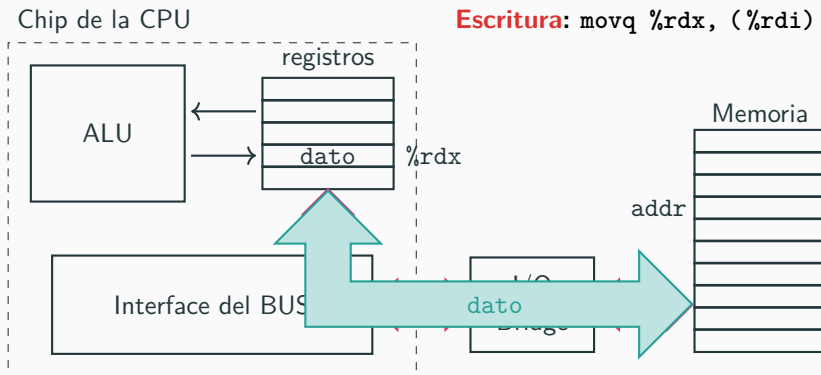 Chip de la CPU
Escritura: movq %rdx, (%rdi)
registros
ALU
dato
%rdx
Memoria
addr
Interface del BUS
dato